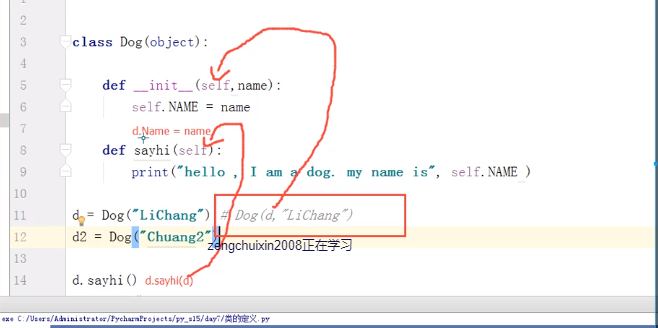 2
3 class Dog(object):
4
5 def __init__(self,name):
6 self.NAME = name
7 d.Name = name
8 def sayhi(self):
9 print("hello , I am a dog. my name is", self.NAME )
10
11 d = Dog("LiChang") # Dog(d,"LiChang")
12 d2 = Dog("Chuang2")
zengchuixin2008正在学习
13
14 d.sayhi() d.sayhi(d)
exe C:/Users/Administrator/PycharmProjects/py_s15/day7/类的定义.py